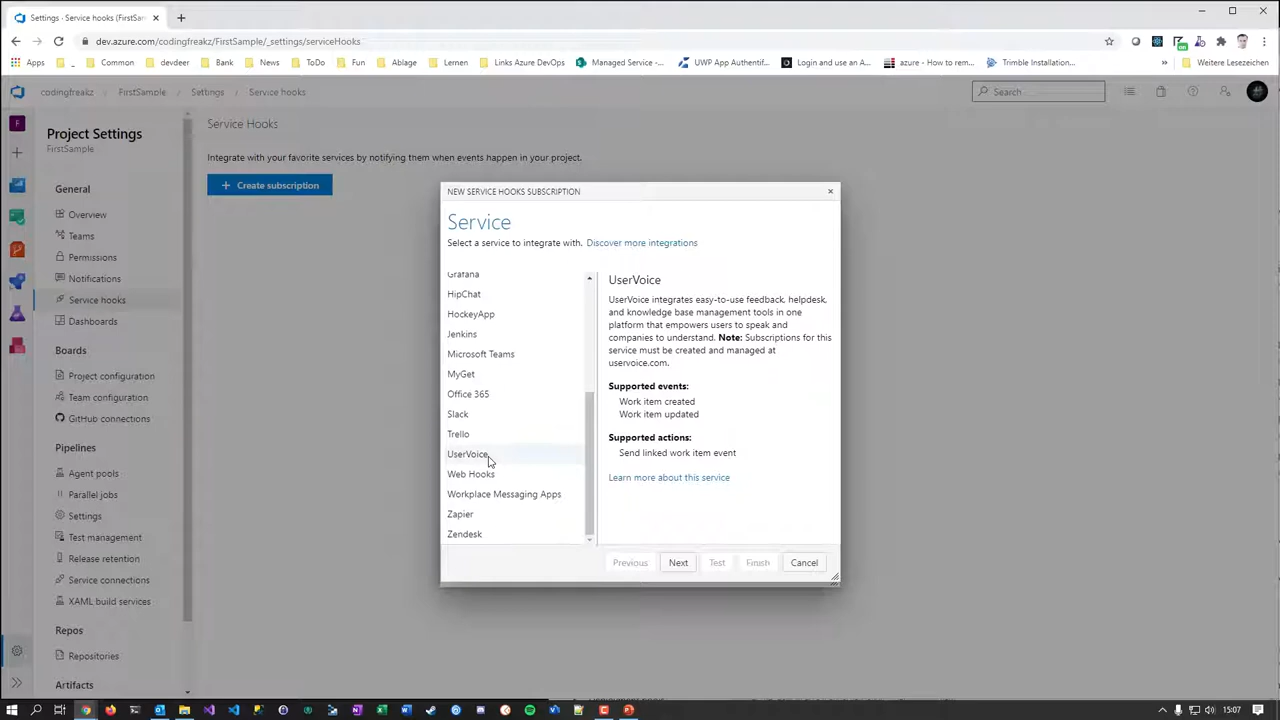 Settings · Service hooks (FirstSam
dev.azure.com/codingfreakz/FirstSample/_settings/serviceHooks
Apps
_
Common
devdeer
Bank
News
ToDo
Fun
Ablage
Lernen
Links Azure DevOps
Managed Service -...
UWP App Authentif...
Login and use an A...
azure - How to rem...
Trimble Installation...
»
Weitere Lesezeichen
codingfreakz
FirstSample
Settings
Service hooks
Search
F
Project Settings
FirstSample
General
Overview
Teams
Permissions
Notifications
Service hooks
Dashboards
Boards
Project configuration
Team configuration
GitHub connections
Pipelines
Agent pools
Parallel jobs
Settings
Test management
Release retention
Service connections
XAML build services
Repos
Repositories
Artifacts
Service Hooks
Integrate with your favorite services by notifying them when events happen in your project.
+ Create subscription
NEW SERVICE HOOKS SUBSCRIPTION
Service
Select a service to integrate with. Discover more integrations
Grafana
HipChat
HockeyApp
Jenkins
Microsoft Teams
MyGet
Office 365
Slack
Trello
UserVoice
Web Hooks
Workplace Messaging Apps
Zapier
Zendesk
UserVoice
UserVoice integrates easy-to-use feedback, helpdesk,
and knowledge base management tools in one
platform that empowers users to speak and
companies to understand. Note: Subscriptions for this
service must be created and managed at
uservoice.com.
Supported events:
Work item created
Work item updated
Supported actions:
Send linked work item event
Learn more about this service
Previous
Next
Test
Finish
Cancel
15:07